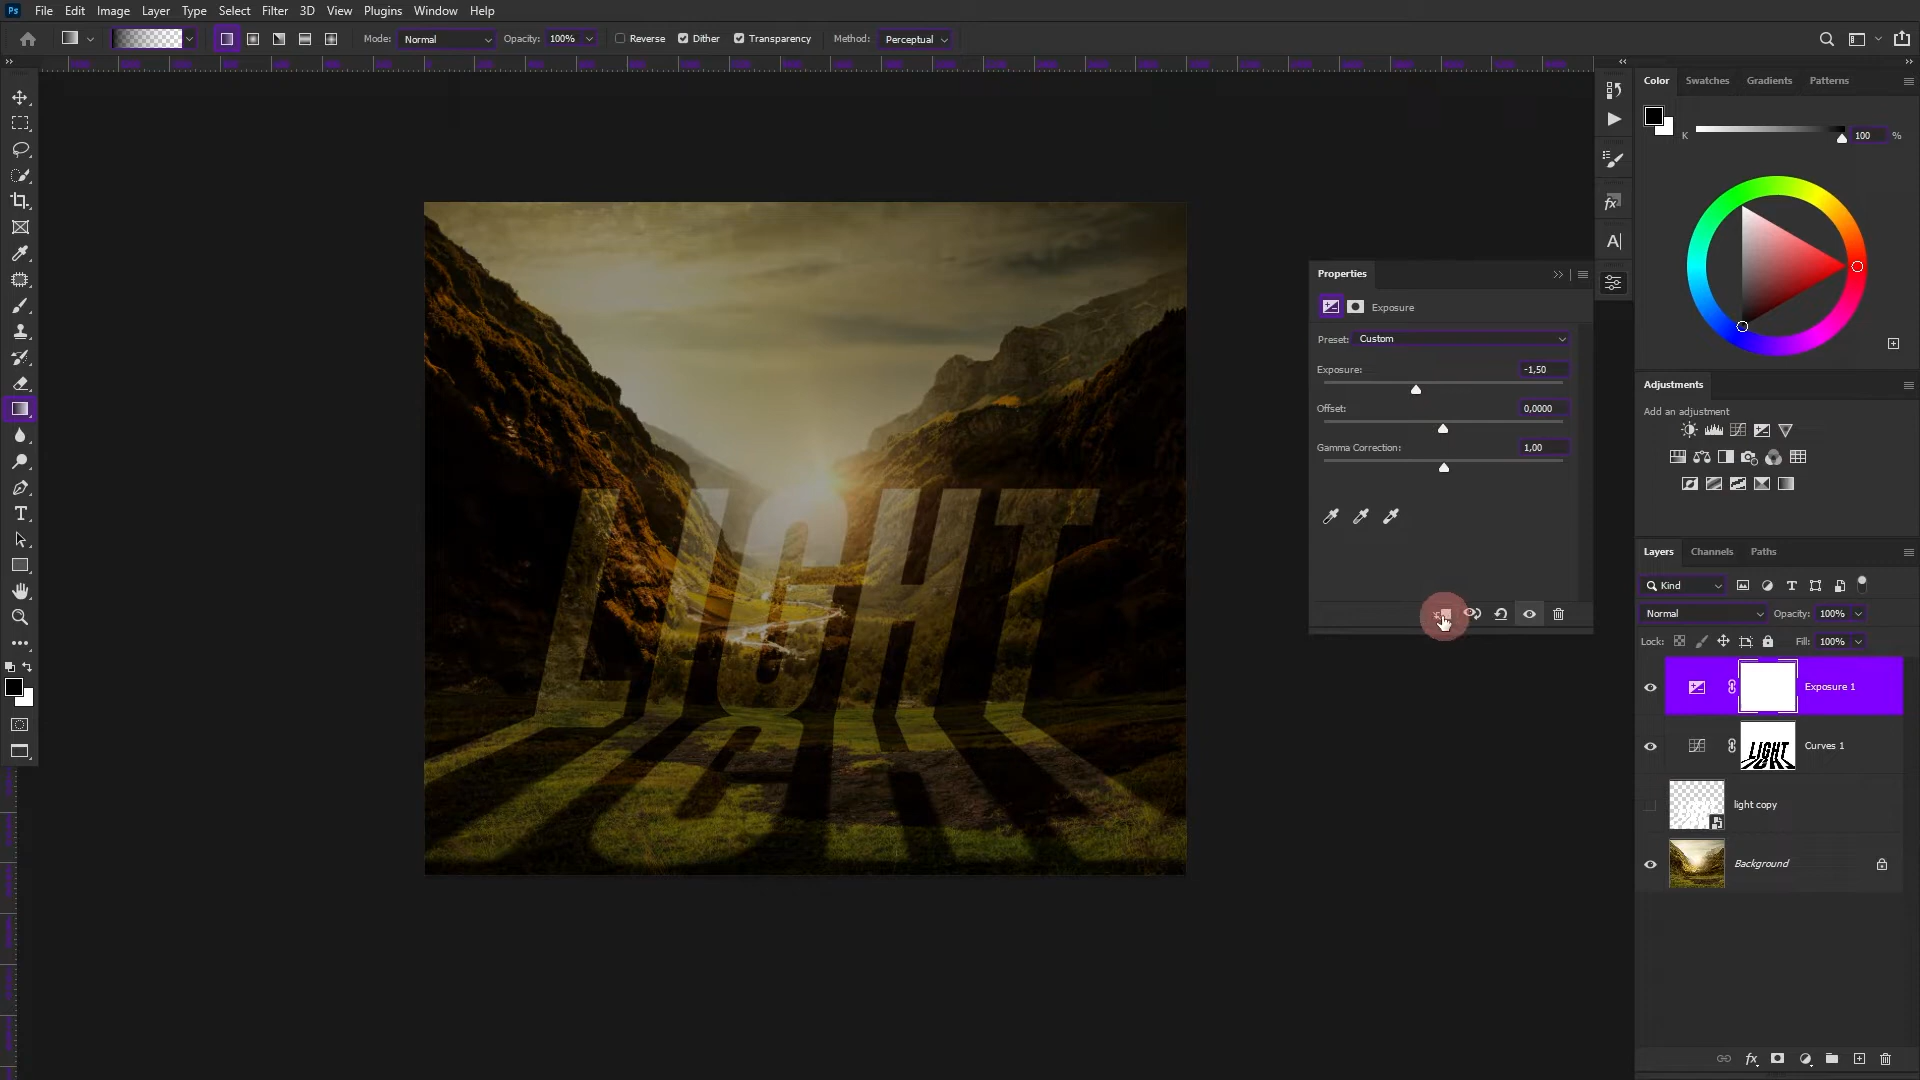 Ps File Edit Image Layer Type Select Filter 3D View Plugins Window Help
Mode: Normal Opacity: 100% Reverse Dither Transparency Method: Perceptual
Color Swatches Gradients Patterns
K 100 %
Properties
Exposure
Preset: Custom
Exposure: -1,50
Offset: 0,0000
Gamma Correction: 1,00
Adjustments
Add an adjustment
Layers Channels Paths
Kind
Normal Opacity: 100%
Lock: Fill: 100%
Exposure 1
LIGHT Curves 1
light copy
Background
LIGHT